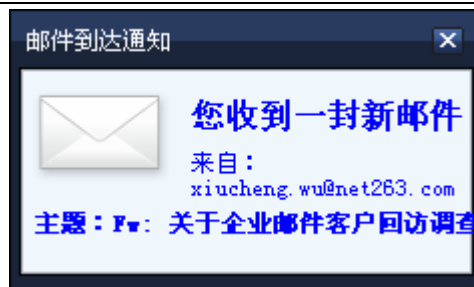 邮件到达通知
您收到一封新邮件
来自：
xiucheng.wu@net263.com
主题：Fw: 关于企业邮件客户回访调查